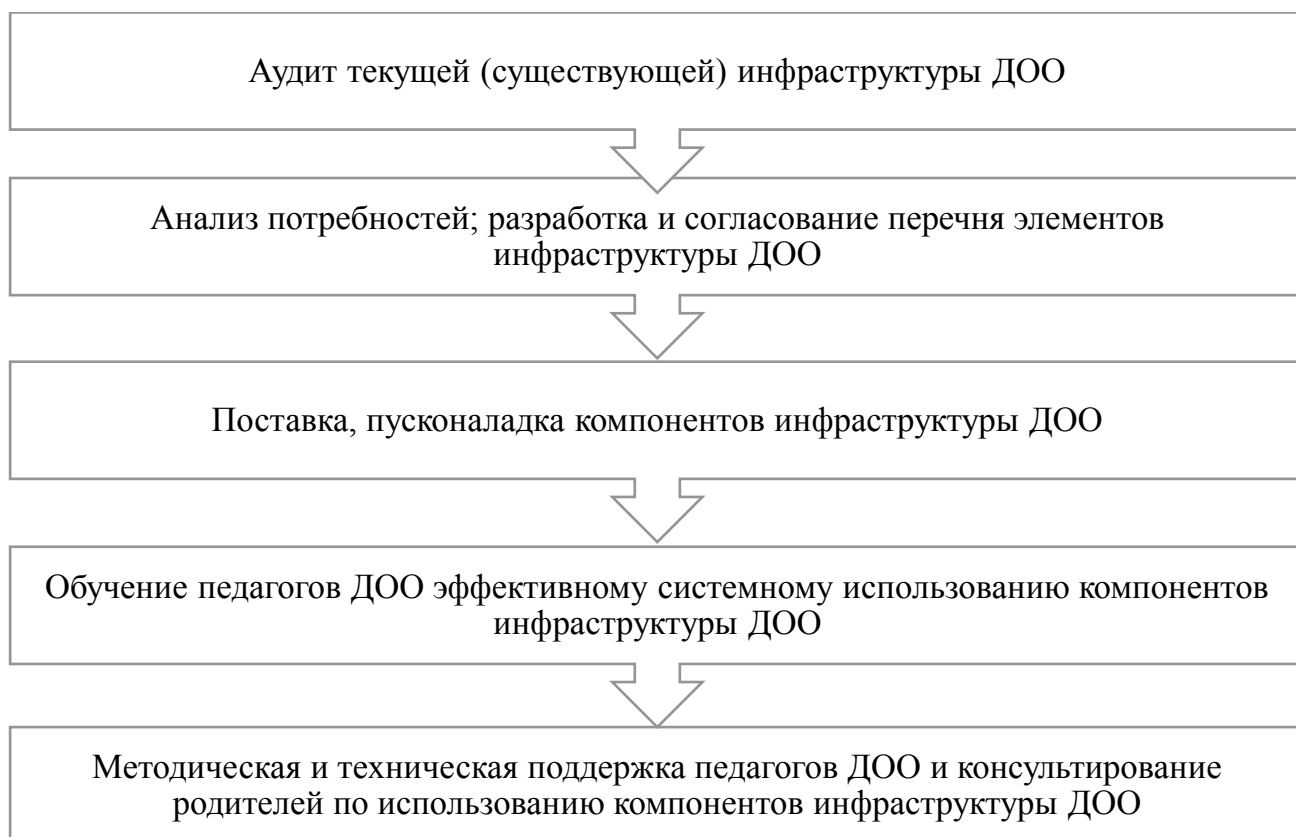 Аудит текущей (существующей) инфраструктуры ДОО
Анализ потребностей; разработка и согласование перечня элементов
инфраструктуры ДОО
Поставка, пусконаладка компонентов инфраструктуры ДОО
Обучение педагогов ДОО эффективному системному использованию компонентов
инфраструктуры ДОО
Методическая и техническая поддержка педагогов ДОО и консультирование
родителей по использованию компонентов инфраструктуры ДОО